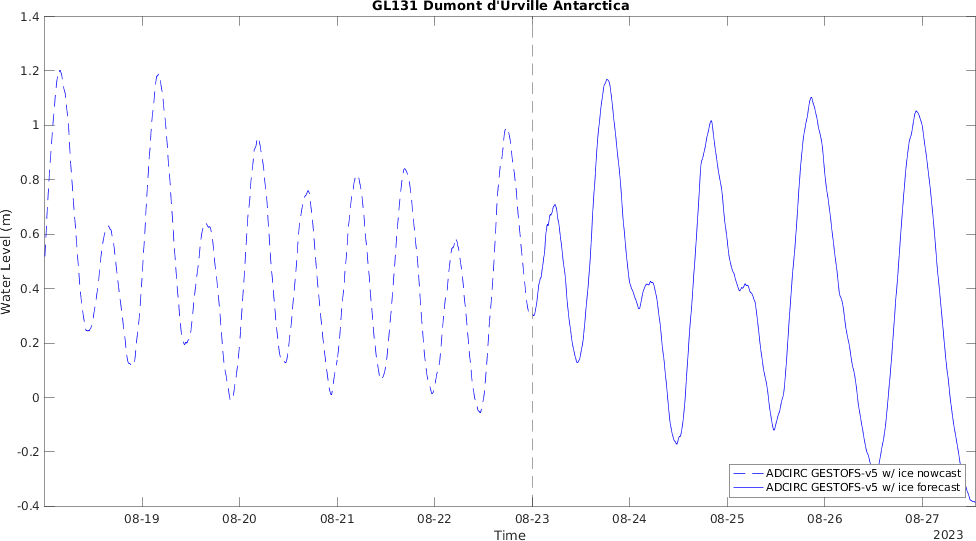 GL131 Dumont d'Urville Antarctica
1.4
1.2
1
0.8
0.6
0.4
0.2
0
-0.2
-0.4
Water Level (m)
ADCIRC GESTOFS-v5 w/ ice nowcast
ADCIRC GESTOFS-v5 w/ ice forecast
08-19 08-20 08-21 08-22 08-23 08-24 08-25 08-26 08-27
Time
2023